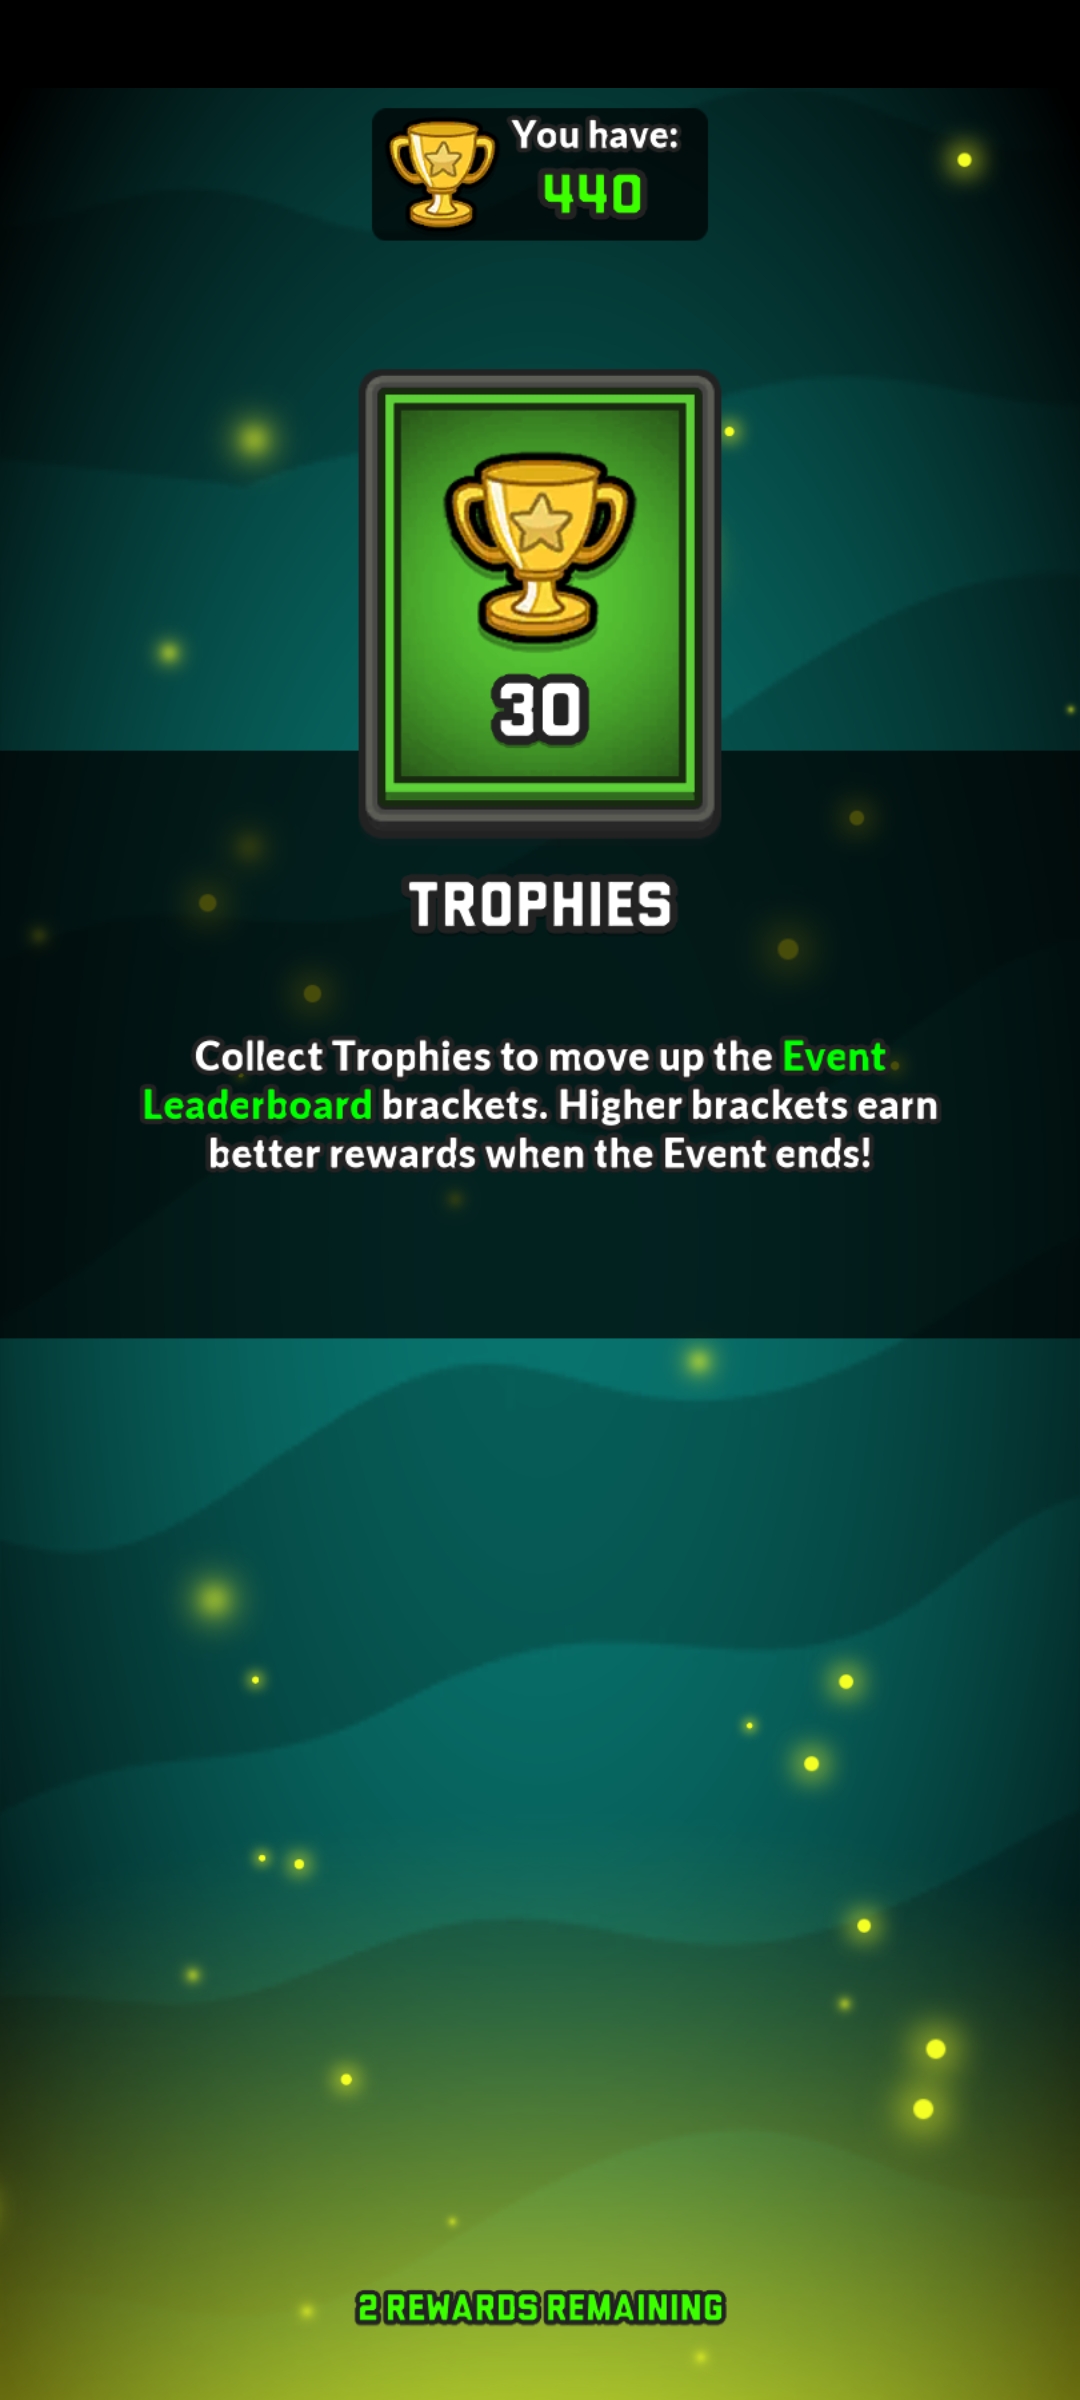 You have:
440
30
TROPHIES
Collect Trophies to move up the Event
Leaderboard brackets. Higher brackets earn
better rewards when the Event ends!
2 REWARDS REMAINING